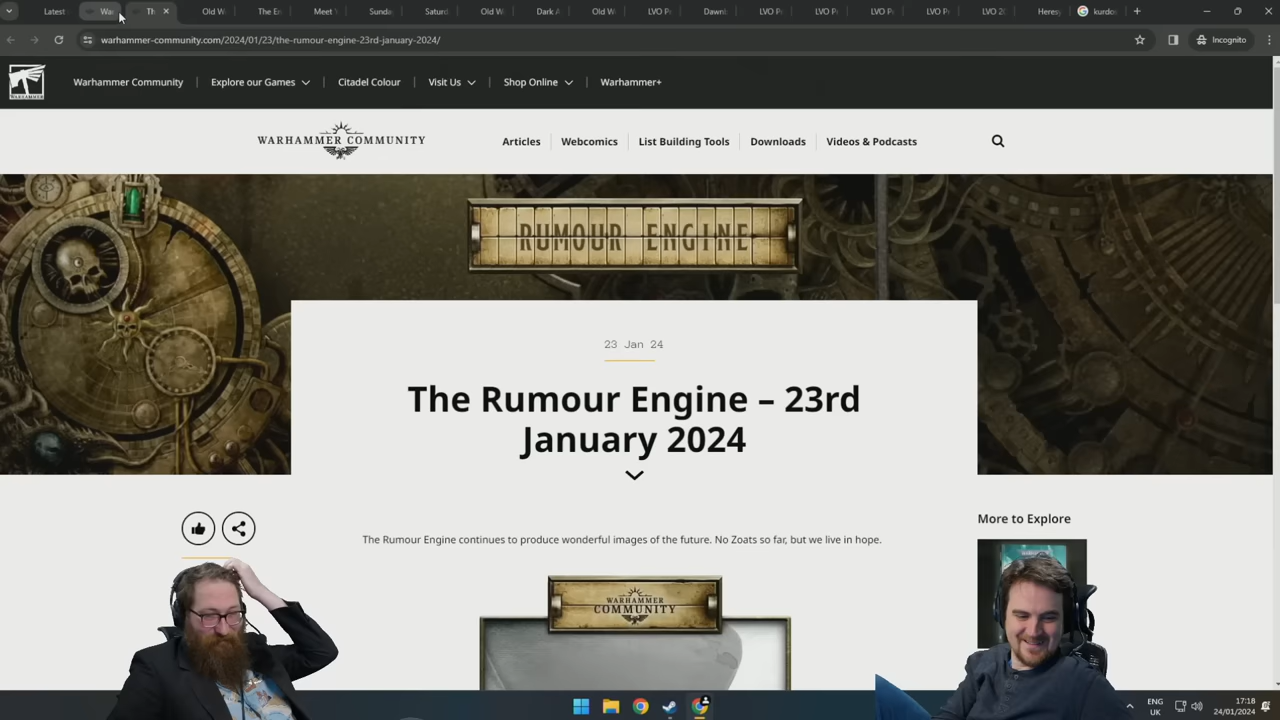 Latest
War
Th
Old W
The E
Meet
Sunda
Saturd
Old W
Dark A
Old W
LVO P
Dawnb
LVO P
LVO P
LVO P
LVO P
LVO 2
Heres
kurdo
warhammer-community.com/2024/01/23/the-rumour-engine-23rd-january-2024/
Incognito
WARHAMMER
Warhammer Community
Explore our Games
Citadel Colour
Visit Us
Shop Online
Warhammer+
WARHAMMER COMMUNITY
Articles
Webcomics
List Building Tools
Downloads
Videos & Podcasts
RUMOUR ENGINE
23 Jan 24
The Rumour Engine – 23rd
January 2024
More to Explore
The Rumour Engine continues to produce wonderful images of the future. No Zoats so far, but we live in hope.
WARHAMMER
COMMUNITY
ENG
UK
17:18
24/01/2024